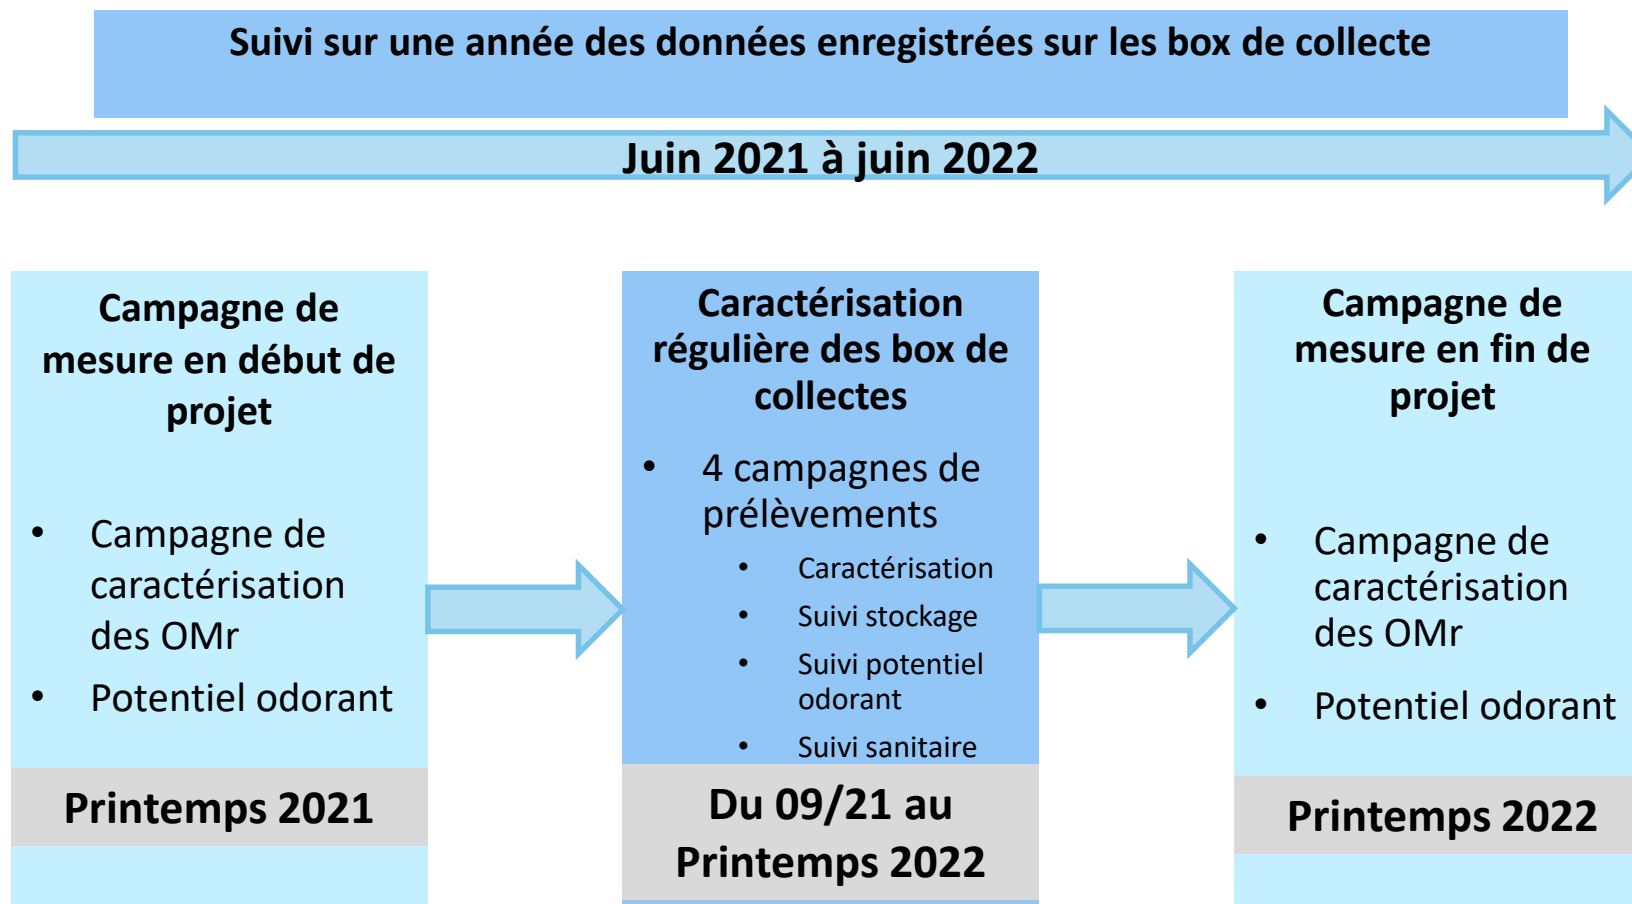 Suivi sur une année des données enregistrées sur les box de collecte
Juin 2021 à juin 2022
Campagne de
mesure en début de
projet
• Campagne de
caractérisation
des OMr
• Potentiel odorant
Printemps 2021
Caractérisation
régulière des box de
collectes
• 4 campagnes de
prélèvements
• Caractérisation
• Suivi stockage
• Suivi potentiel
odorant
• Suivi sanitaire
Du 09/21 au
Printemps 2022
Campagne de
mesure en fin de
projet
• Campagne de
caractérisation
des OMr
• Potentiel odorant
Printemps 2022